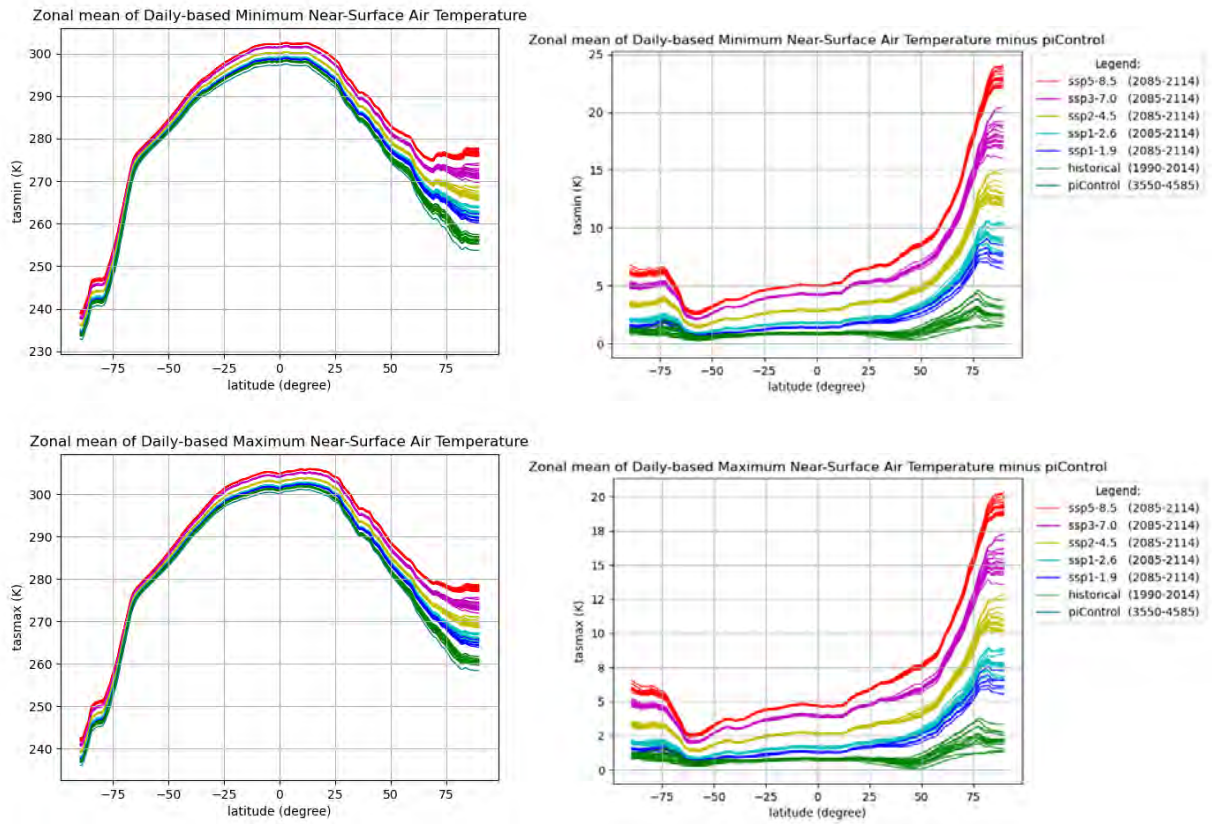 Zonal mean of Daily-based Minimum Near-Surface Air Temperature
300
290
280
270
260
250
240
230
tasmin (K)
−75 −50 −25 0 25 50 75
latitude (degree)
Zonal mean of Daily-based Minimum Near-Surface Air Temperature minus piControl
25
20
15
10
5
0
tasmin (K)
−75 −50 −25 0 25 50 75
latitude (degree)
Legend:
ssp5-8.5 (2085-2114)
ssp3-7.0 (2085-2114)
ssp2-4.5 (2085-2114)
ssp1-2.6 (2085-2114)
ssp1-1.9 (2085-2114)
historical (1990-2014)
piControl (3550-4585)
Zonal mean of Daily-based Maximum Near-Surface Air Temperature
300
290
280
270
260
250
240
tasmax (K)
−75 −50 −25 0 25 50 75
latitude (degree)
Zonal mean of Daily-based Maximum Near-Surface Air Temperature minus piControl
20
18
15
12
10
8
5
2
0
tasmax (K)
−75 −50 −25 0 25 50 75
latitude (degree)
Legend:
ssp5-8.5 (2085-2114)
ssp3-7.0 (2085-2114)
ssp2-4.5 (2085-2114)
ssp1-2.6 (2085-2114)
ssp1-1.9 (2085-2114)
historical (1990-2014)
piControl (3550-4585)